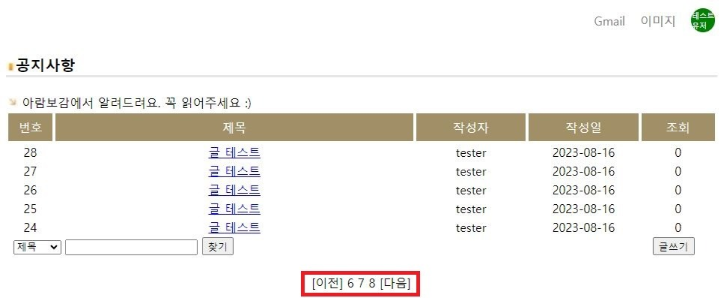 Gmail 이미지 테스트 유저
공지사항
아람보감에서 알려드려요. 꼭 읽어주세요 :)
번호 제목 작성자 작성일 조회
28 글 테스트 tester 2023-08-16 0
27 글 테스트 tester 2023-08-16 0
26 글 테스트 tester 2023-08-16 0
25 글 테스트 tester 2023-08-16 0
24 글 테스트 tester 2023-08-16 0
제목 찾기 글쓰기
[이전] 6 7 8 [다음]